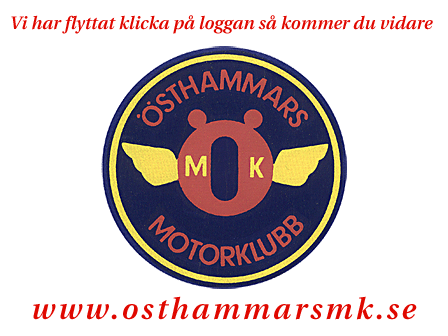 Vi har flyttat klicka på loggan så kommer du vidare
ÖSTHAMMARS
M Ö K
MOTORKLUBB
www.osthammarsmk.se